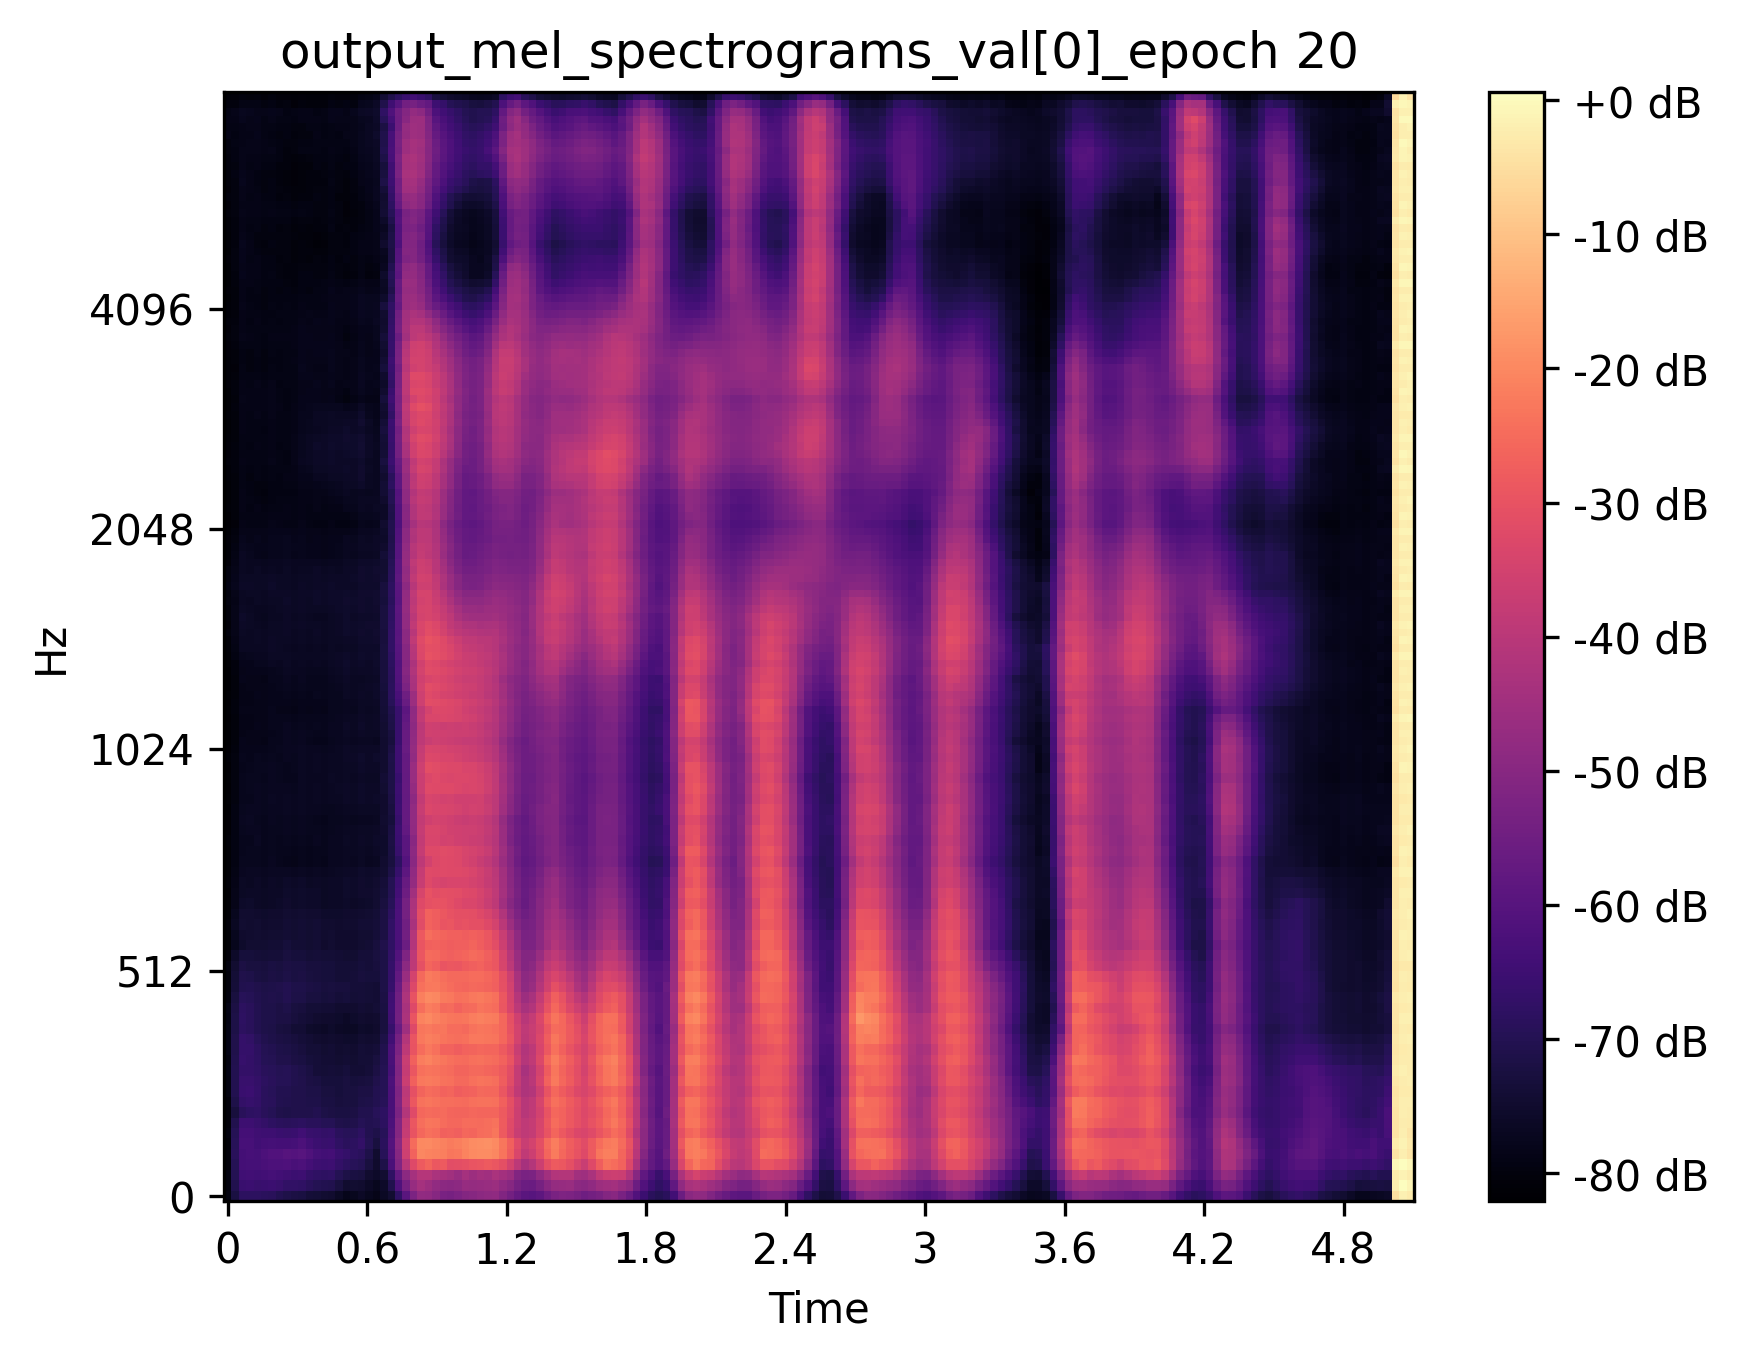 output_mel_spectrograms_val[0]_epoch 20
Hz
4096
2048
1024
512
0
0 0.6 1.2 1.8 2.4 3 3.6 4.2 4.8
Time
+0 dB
-10 dB
-20 dB
-30 dB
-40 dB
-50 dB
-60 dB
-70 dB
-80 dB